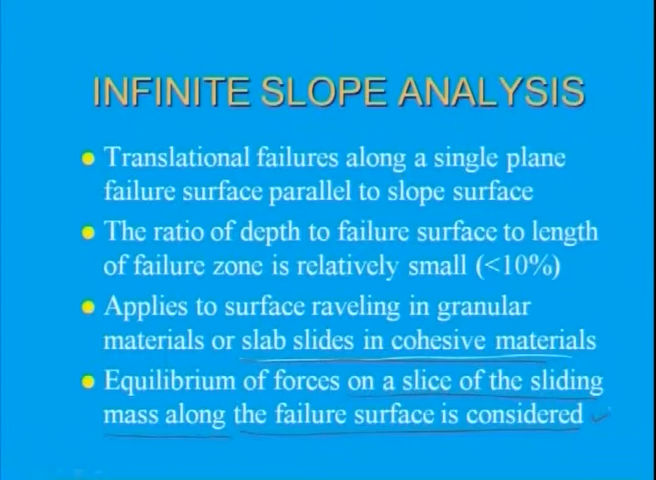 INFINITE SLOPE ANALYSIS
Translational failures along a single plane
failure surface parallel to slope surface
The ratio of depth to failure surface to length
of failure zone is relatively small (<10%)
Applies to surface raveling in granular
materials or slab slides in cohesive materials
Equilibrium of forces on a slice of the sliding
mass along the failure surface is considered